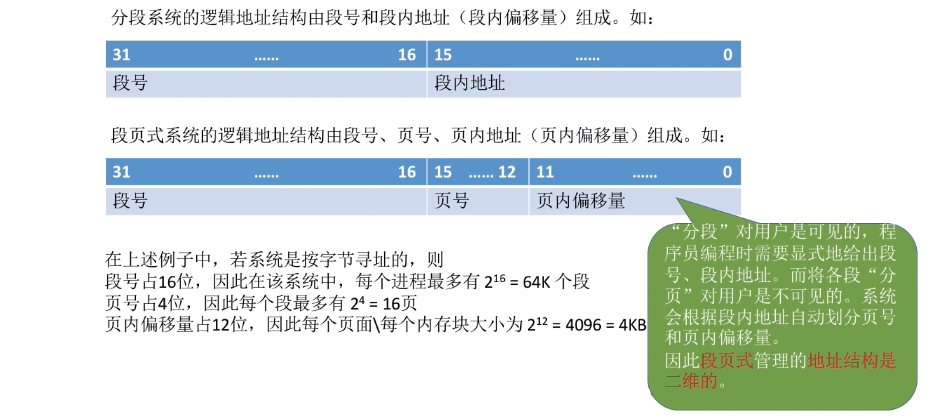 分段系统的逻辑地址结构由段号和段内地址（段内偏移量）组成。如：
31 …… 16 15 …… 0
段号 段内地址
段页式系统的逻辑地址结构由段号、页号、页内地址（页内偏移量）组成。如：
31 …… 16 15 …… 12 11 …… 0
段号 页号 页内偏移量
在上述例子中，若系统是按字节寻址的，则
段号占16位，因此在该系统中，每个进程最多有 2¹⁶ = 64K 个段
页号占4位，因此每个段最多有 2⁴ = 16页
页内偏移量占12位，因此每个页面\每个内存块大小为 2¹² = 4096 = 4KB
“分段”对用户是可见的，程
序员编程时需要显式地给出段
号、段内地址。而将各段“分
页”对用户是不可见的。系统
会根据段内地址自动划分页号
和页内偏移量。
因此段页式管理的地址结构是
二维的。